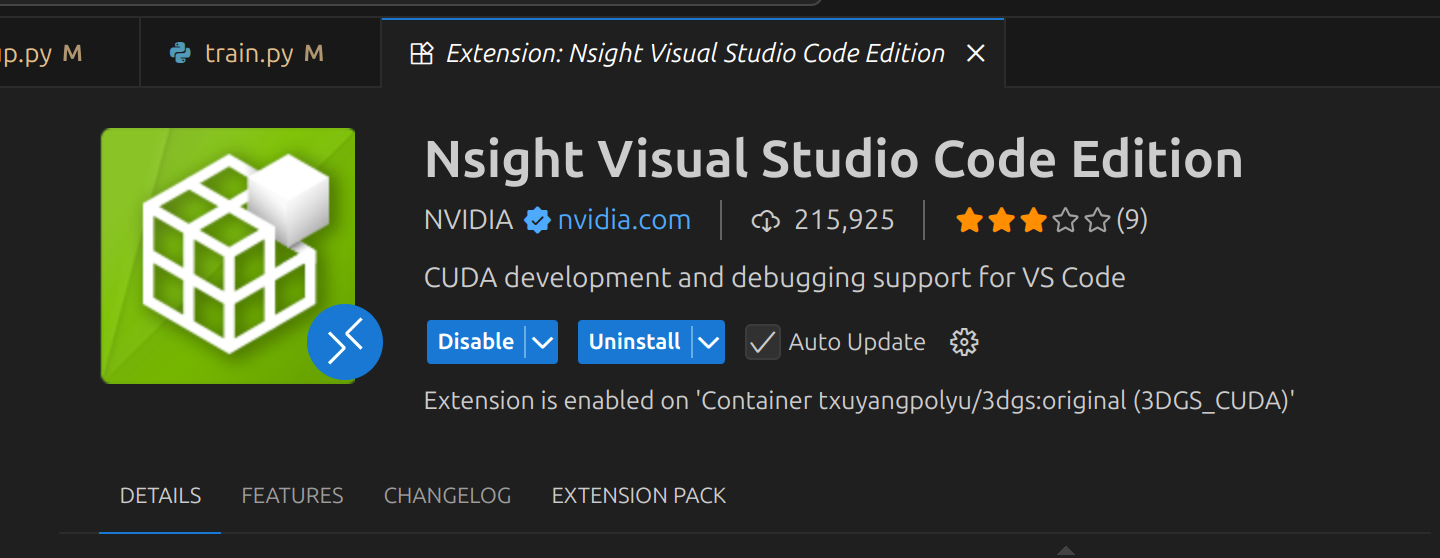 up.py M train.py M Extension: Nsight Visual Studio Code Edition
Nsight Visual Studio Code Edition
NVIDIA nvidia.com 215,925 (9)
CUDA development and debugging support for VS Code
Disable Uninstall Auto Update
Extension is enabled on 'Container txuyangpolyu/3dgs:original (3DGS_CUDA)'
DETAILS FEATURES CHANGELOG EXTENSION PACK